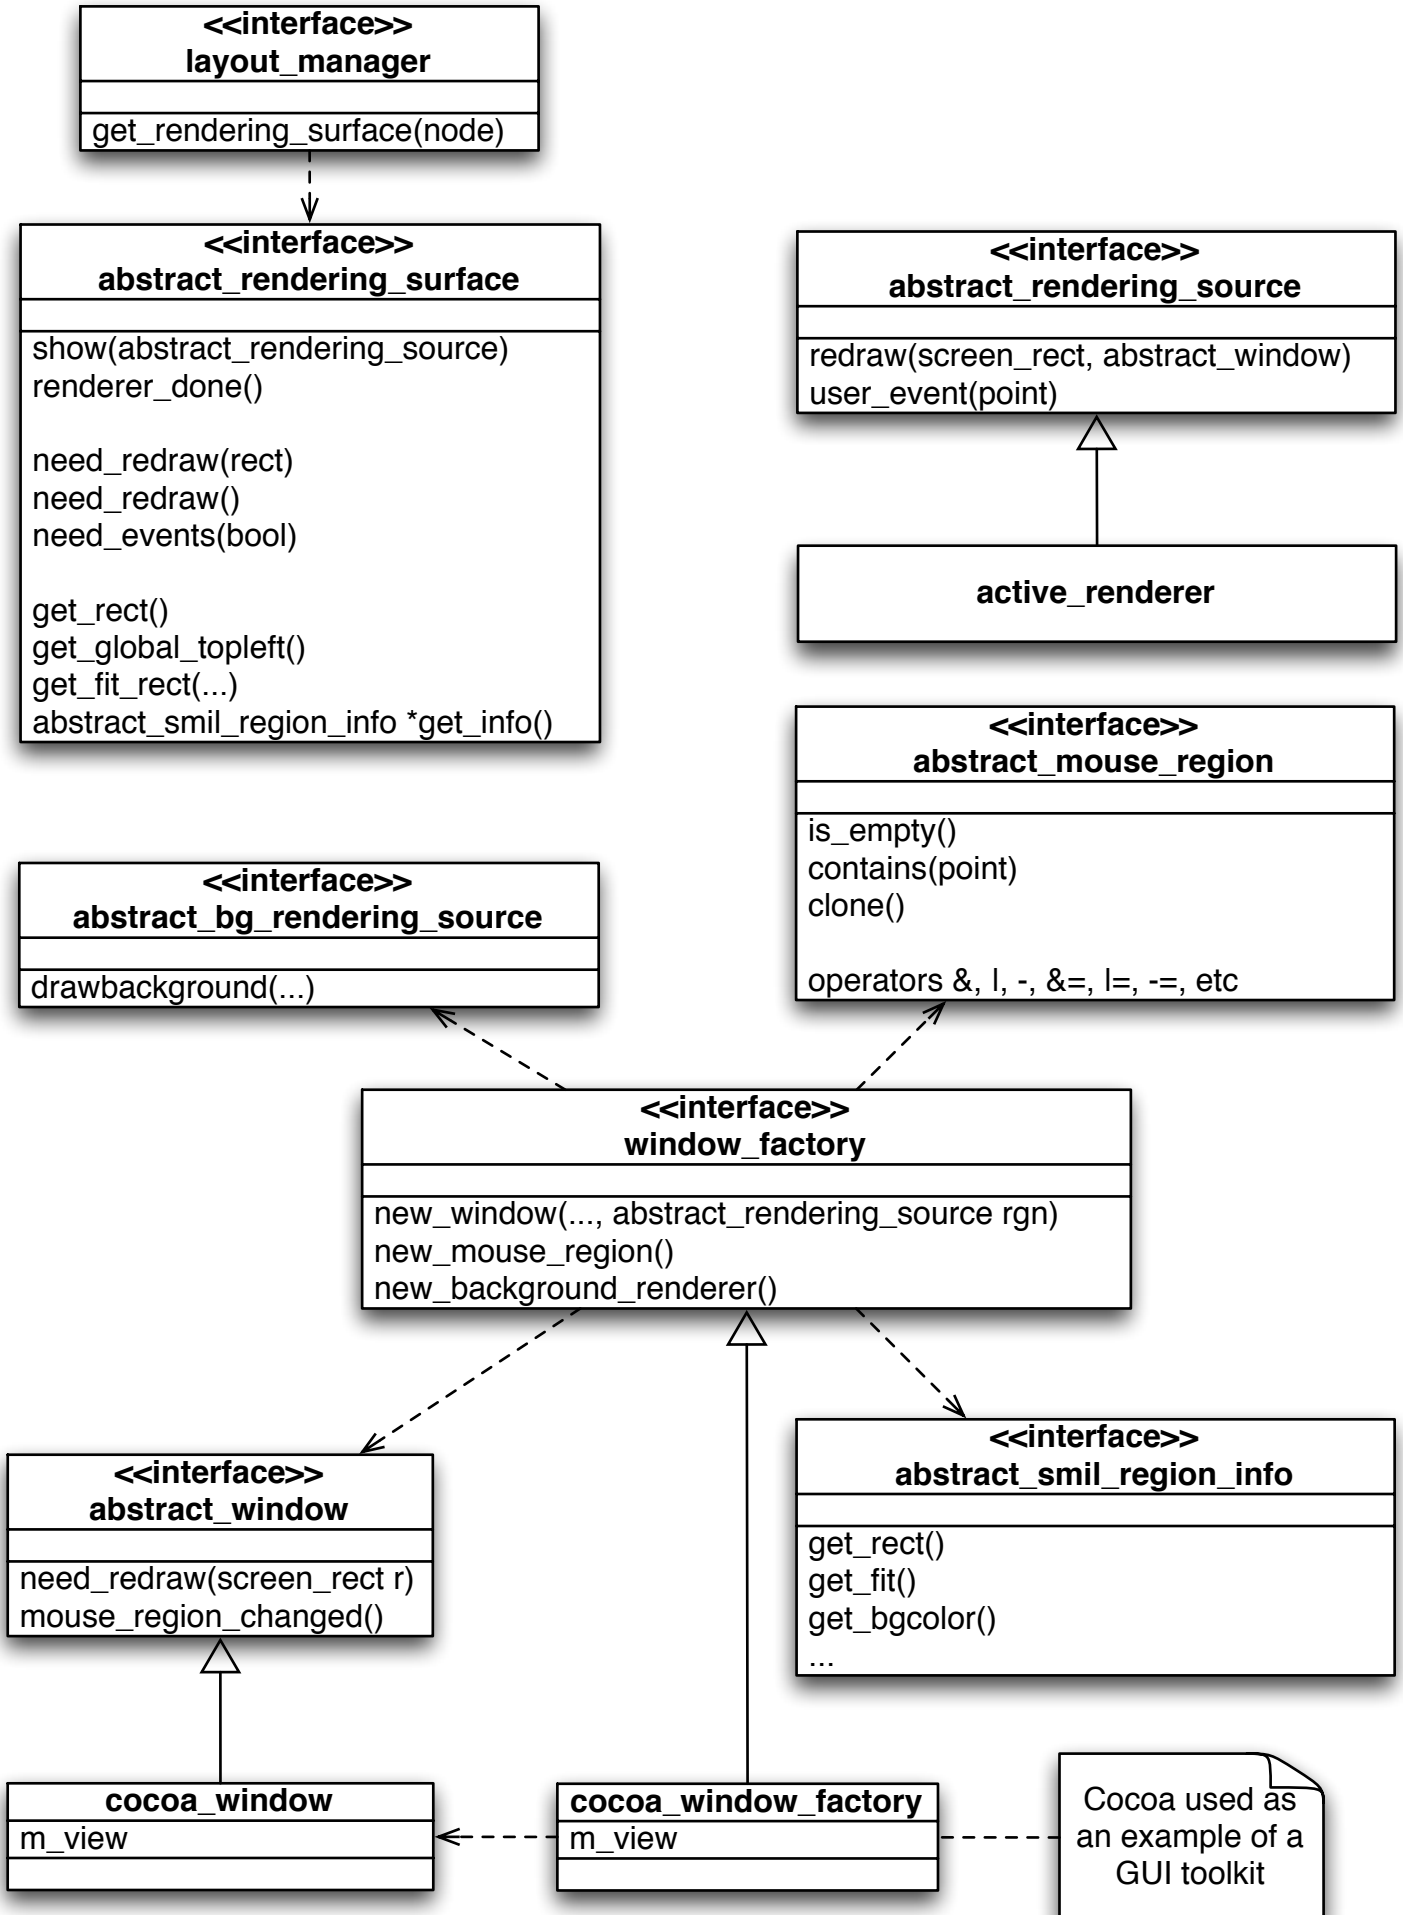 <<interface>>
layout_manager
get_rendering_surface(node)
<<interface>>
abstract_rendering_surface
show(abstract_rendering_source)
renderer_done()
need_redraw(rect)
need_redraw()
need_events(bool)
get_rect()
get_global_topleft()
get_fit_rect(...)
abstract_smil_region_info *get_info()
<<interface>>
abstract_rendering_source
redraw(screen_rect, abstract_window)
user_event(point)
active_renderer
<<interface>>
abstract_mouse_region
is_empty()
contains(point)
clone()
operators &, |, -, &=, |=, -=, etc
<<interface>>
abstract_bg_rendering_source
drawbackground(...)
<<interface>>
window_factory
new_window(..., abstract_rendering_source rgn)
new_mouse_region()
new_background_renderer()
<<interface>>
abstract_window
need_redraw(screen_rect r)
mouse_region_changed()
<<interface>>
abstract_smil_region_info
get_rect()
get_fit()
get_bgcolor()
...
cocoa_window
m_view
cocoa_window_factory
m_view
Cocoa used as
an example of a
GUI toolkit